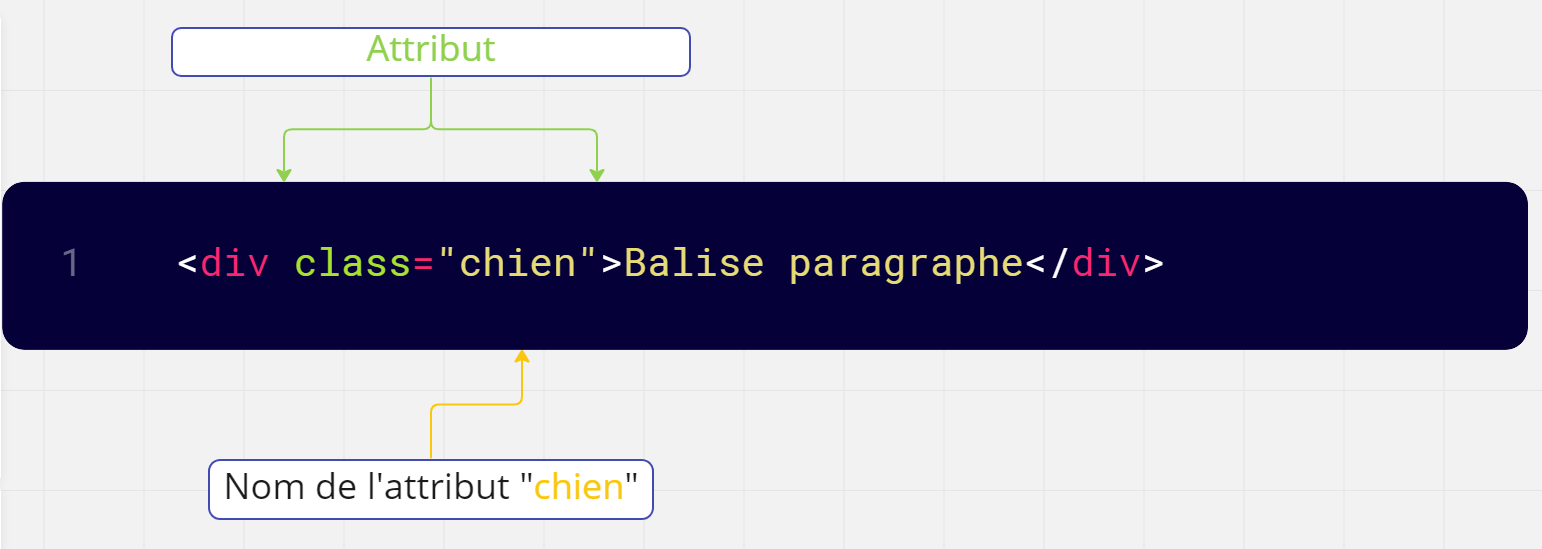 Attribut
1 <div class="chien">Balise paragraphe</div>
Nom de l'attribut "chien"